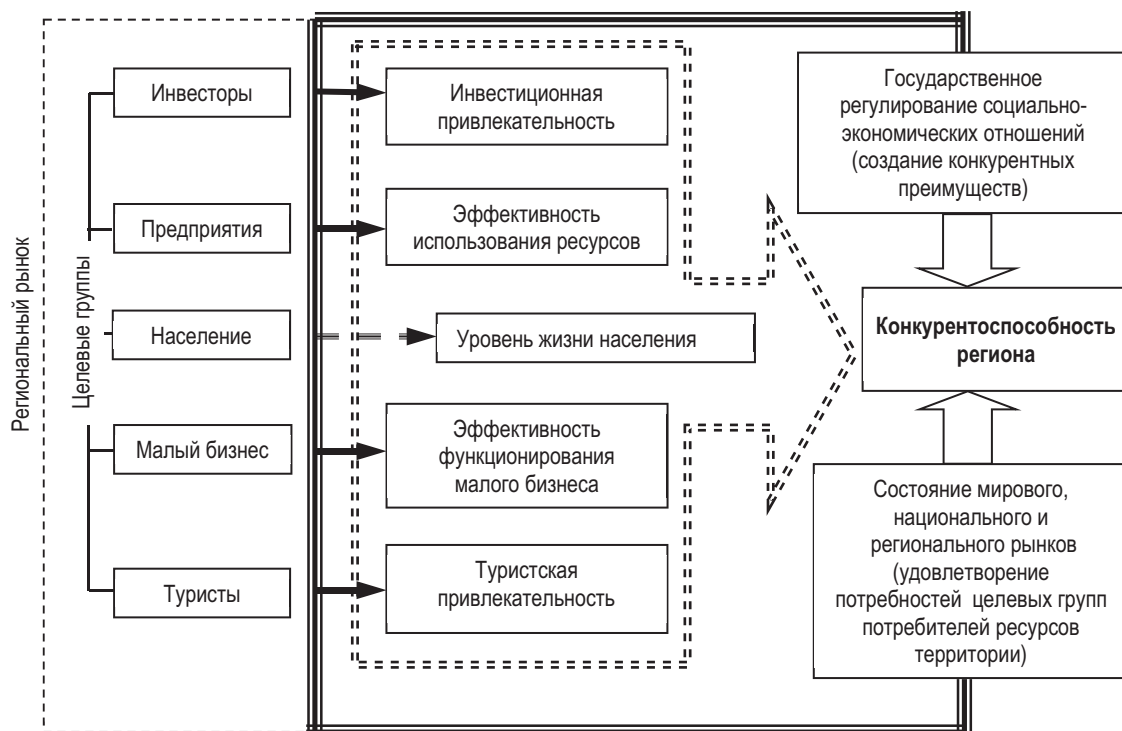 Региональный рынок
Целевые группы
Инвесторы
Предприятия
Население
Малый бизнес
Туристы
Инвестиционная
привлекательность
Эффективность
использования ресурсов
Уровень жизни населения
Эффективность
функционирования
малого бизнеса
Туристская
привлекательность
Государственное
регулирование социально-
экономических отношений
(создание конкурентных
преимуществ)
Конкурентоспособность
региона
Состояние мирового,
национального и
регионального рынков
(удовлетворение
потребностей целевых групп
потребителей ресурсов
территории)